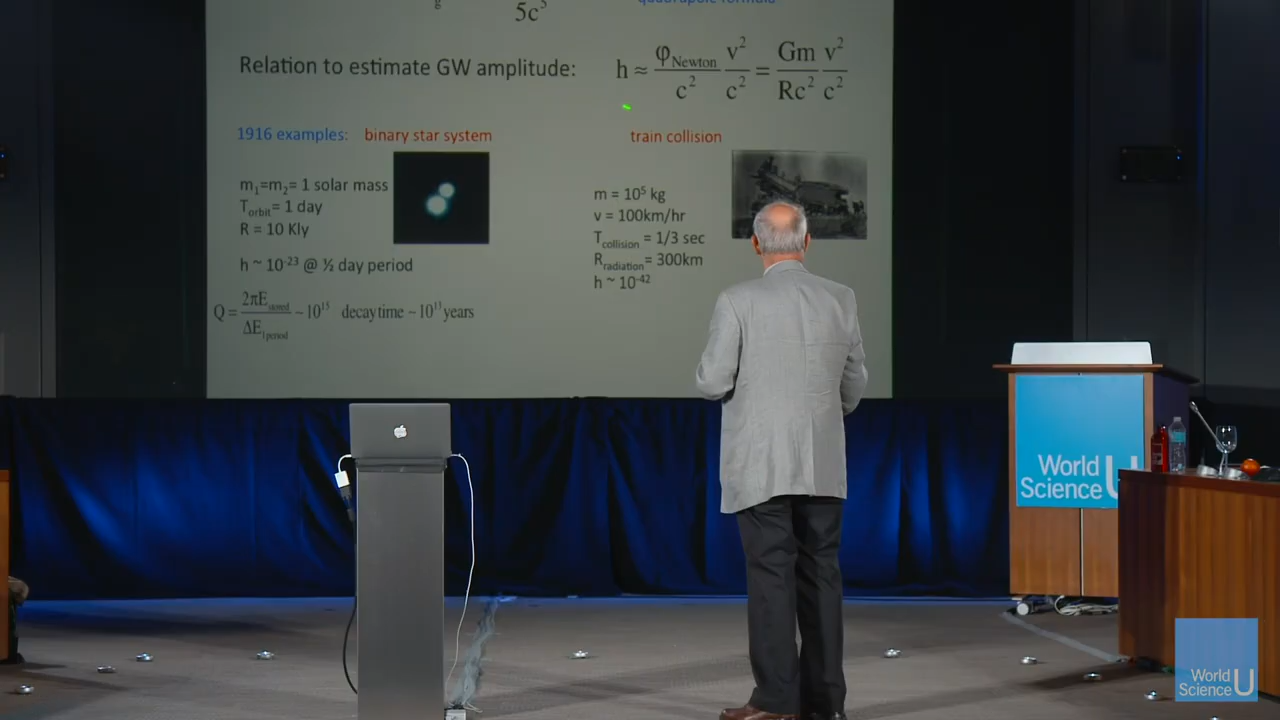 5c⁵
quadrapole formula
Relation to estimate GW amplitude:
h ≈ φNewton/c² v²/c² = Gm/Rc² v²/c²
1916 examples: binary star system
train collision
m₁=m₂= 1 solar mass
Torbit= 1 day
R = 10 Kly
h ~ 10⁻²³ @ ½ day period
Q = 2πEstored/ΔE1period ~ 10¹⁵ decay time ~ 10¹³ years
m = 10⁵ kg
v = 100km/hr
Tcollision = 1/3 sec
Rradiation= 300km
h ~ 10⁻⁴²
World
Science U
World
Science U